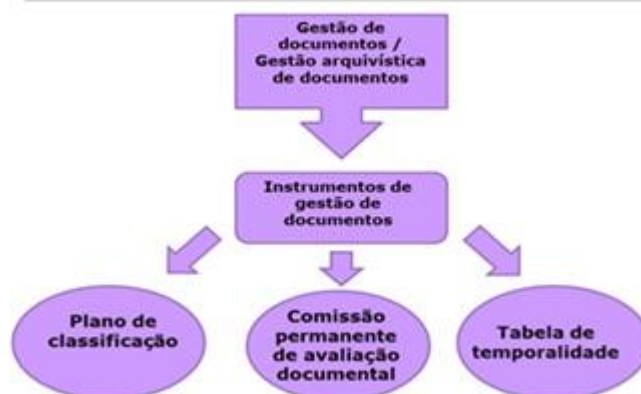 Gestão de
documentos /
Gestão arquivística
de documentos
Instrumentos de
gestão de
documentos
Plano de
classificação
Comissão
permanente
de avaliação
documental
Tabela de
temporalidade